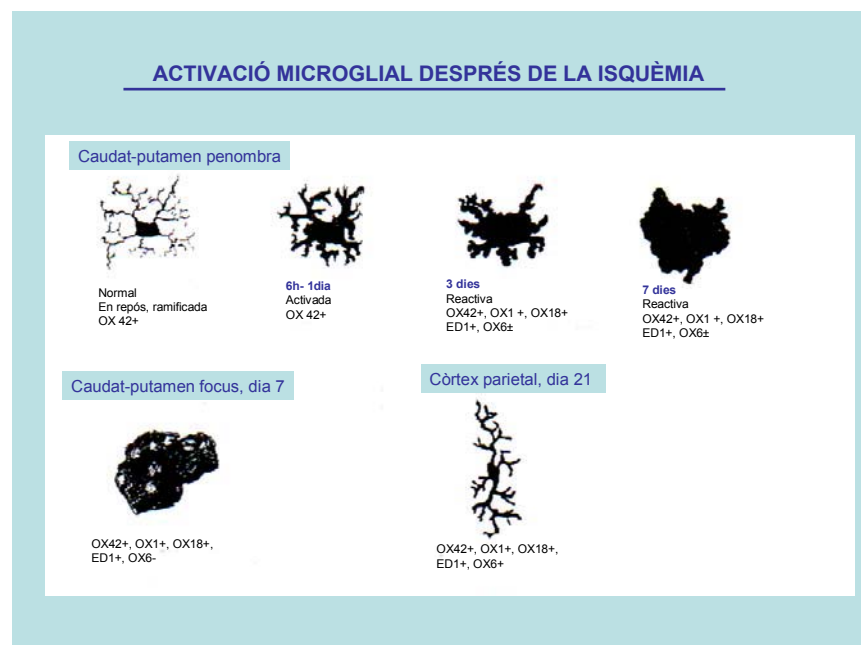 ACTIVACIÓ MICROGLIAL DESPRÉS DE LA ISQUÈMIA
Caudat-putamen penombra
Normal
En repós, ramificada
OX 42+
6h- 1dia
Activada
OX 42+
3 dies
Reactiva
OX42+, OX1 +, OX18+
ED1+, OX6±
7 dies
Reactiva
OX42+, OX1 +, OX18+
ED1+, OX6±
Caudat-putamen focus, dia 7
OX42+, OX1+, OX18+,
ED1+, OX6-
Còrtex parietal, dia 21
OX42+, OX1+, OX18+,
ED1+, OX6+